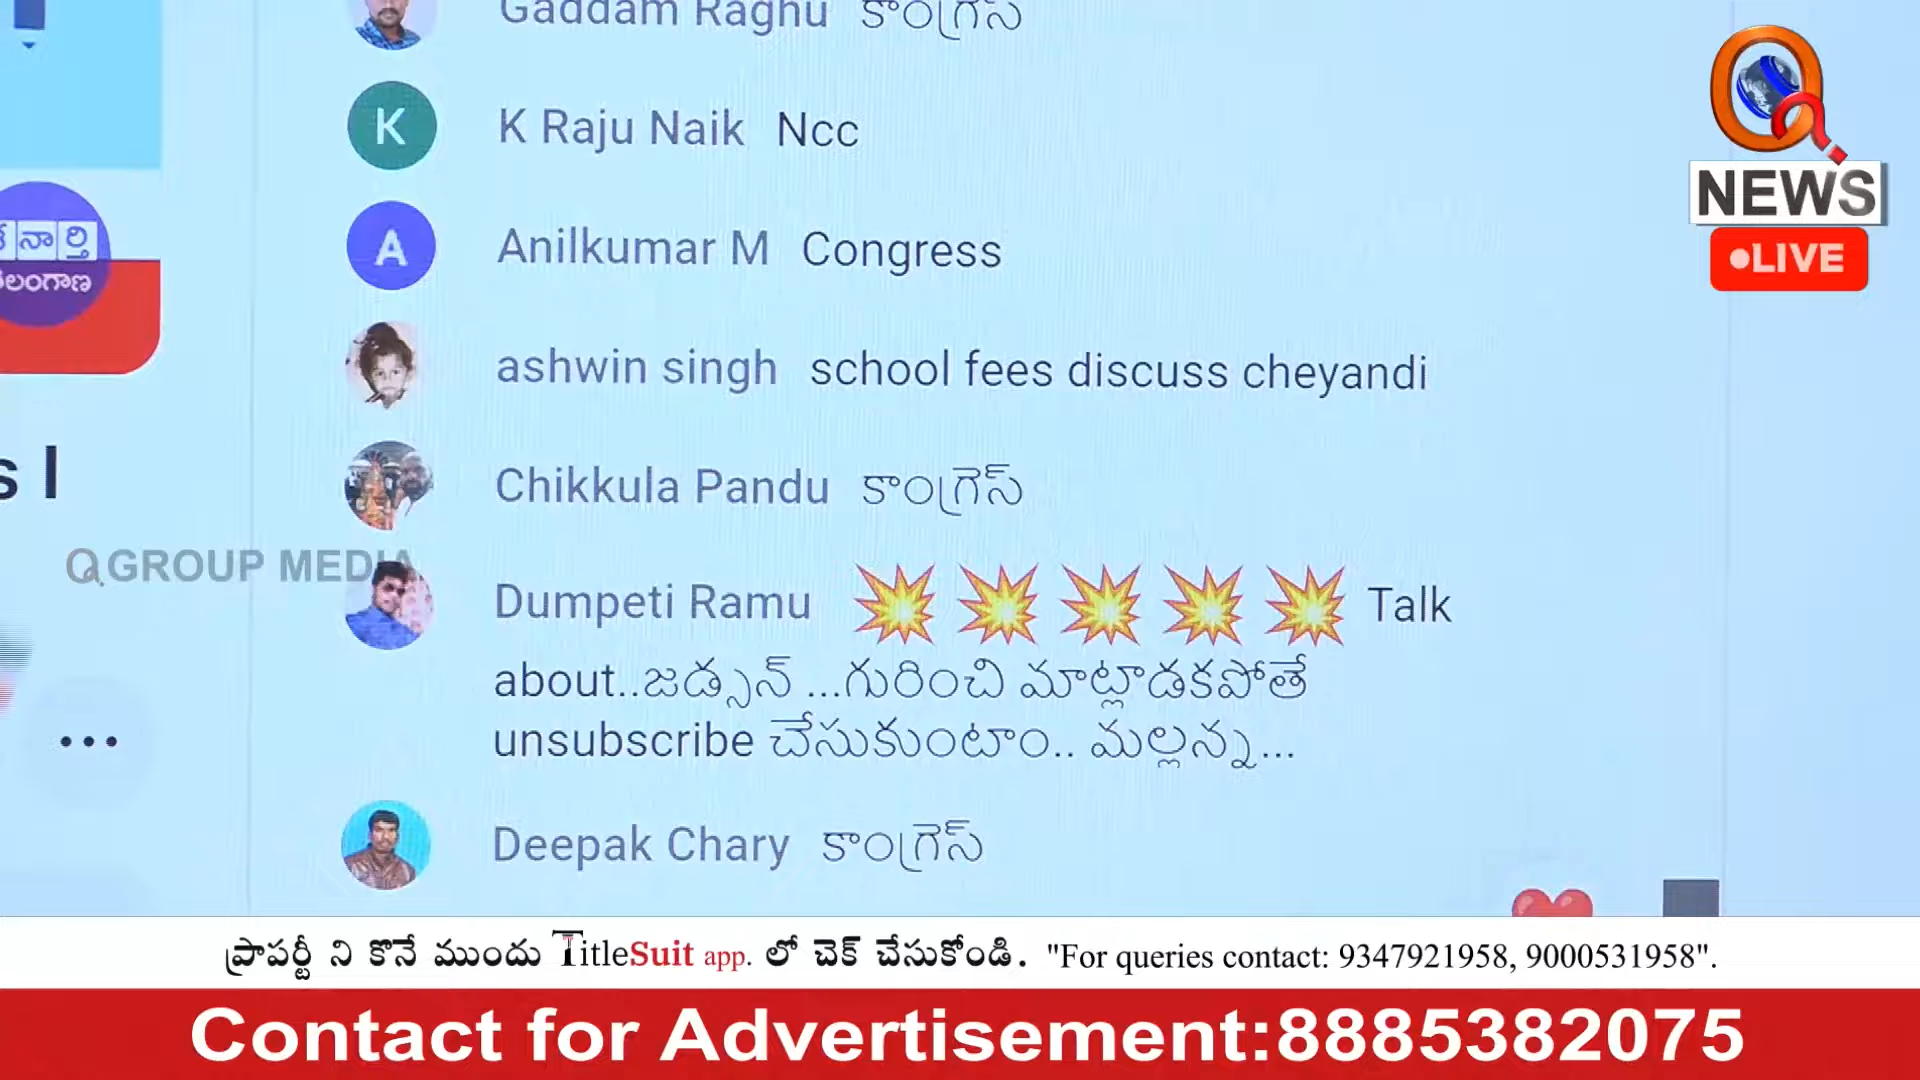 Gaddam Raghu కాంగ్రెస్
K Raju Naik Ncc
Anilkumar M Congress
ashwin singh school fees discuss cheyandi
Chikkula Pandu కాంగ్రెస్
Dumpeti Ramu 💥💥💥💥💥 Talk
about..జడ్సన్ ...గురించి మాట్లాడకపోతే
unsubscribe చేసుకుంటాం.. మల్లన్న...
Deepak Chary కాంగ్రెస్
s I
Q GROUP MEDIA
Q
NEWS
LIVE
ప్రాపర్టీ ని కొనే ముందు TitleSuit app. లో చెక్ చేసుకోండి. "For queries contact: 9347921958, 9000531958".
Contact for Advertisement:8885382075